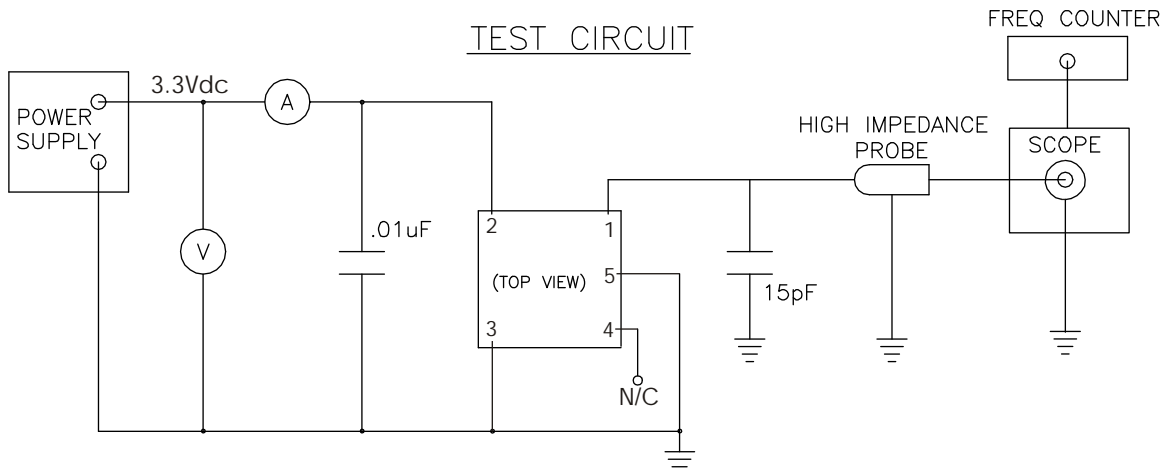 TEST CIRCUIT
FREQ COUNTER
3.3Vdc
A
POWER
SUPPLY
HIGH IMPEDANCE
PROBE
SCOPE
V
.01uF
2
1
(TOP VIEW)
5
15pF
3
4
N/C